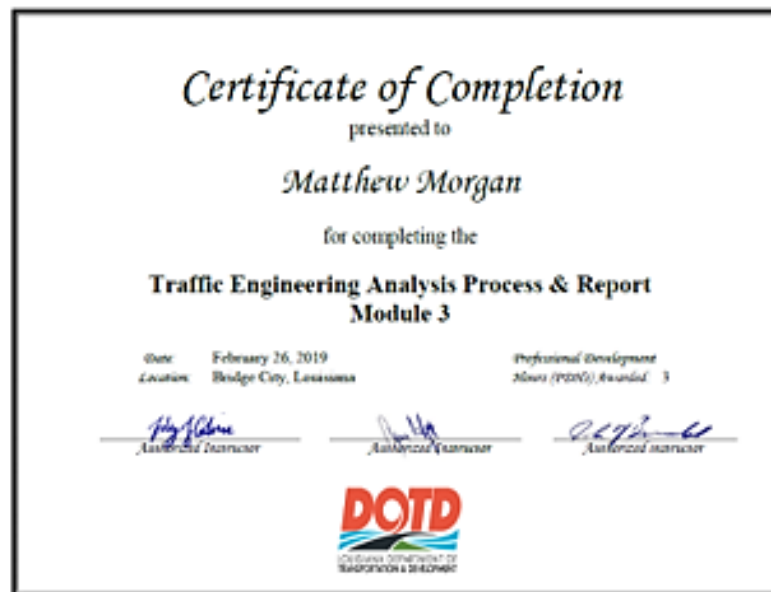 Certificate of Completion
presented to
Matthew Morgan
for completing the
Traffic Engineering Analysis Process & Report
Module 3
Date: February 26, 2019
Location: Bridge City, Louisiana
Professional Development
Hours (PDHs) Awarded: 3
Authorized Instructor
Authorized Instructor
Authorized Instructor
DOTD
LOUISIANA DEPARTMENT OF
TRANSPORTATION & DEVELOPMENT